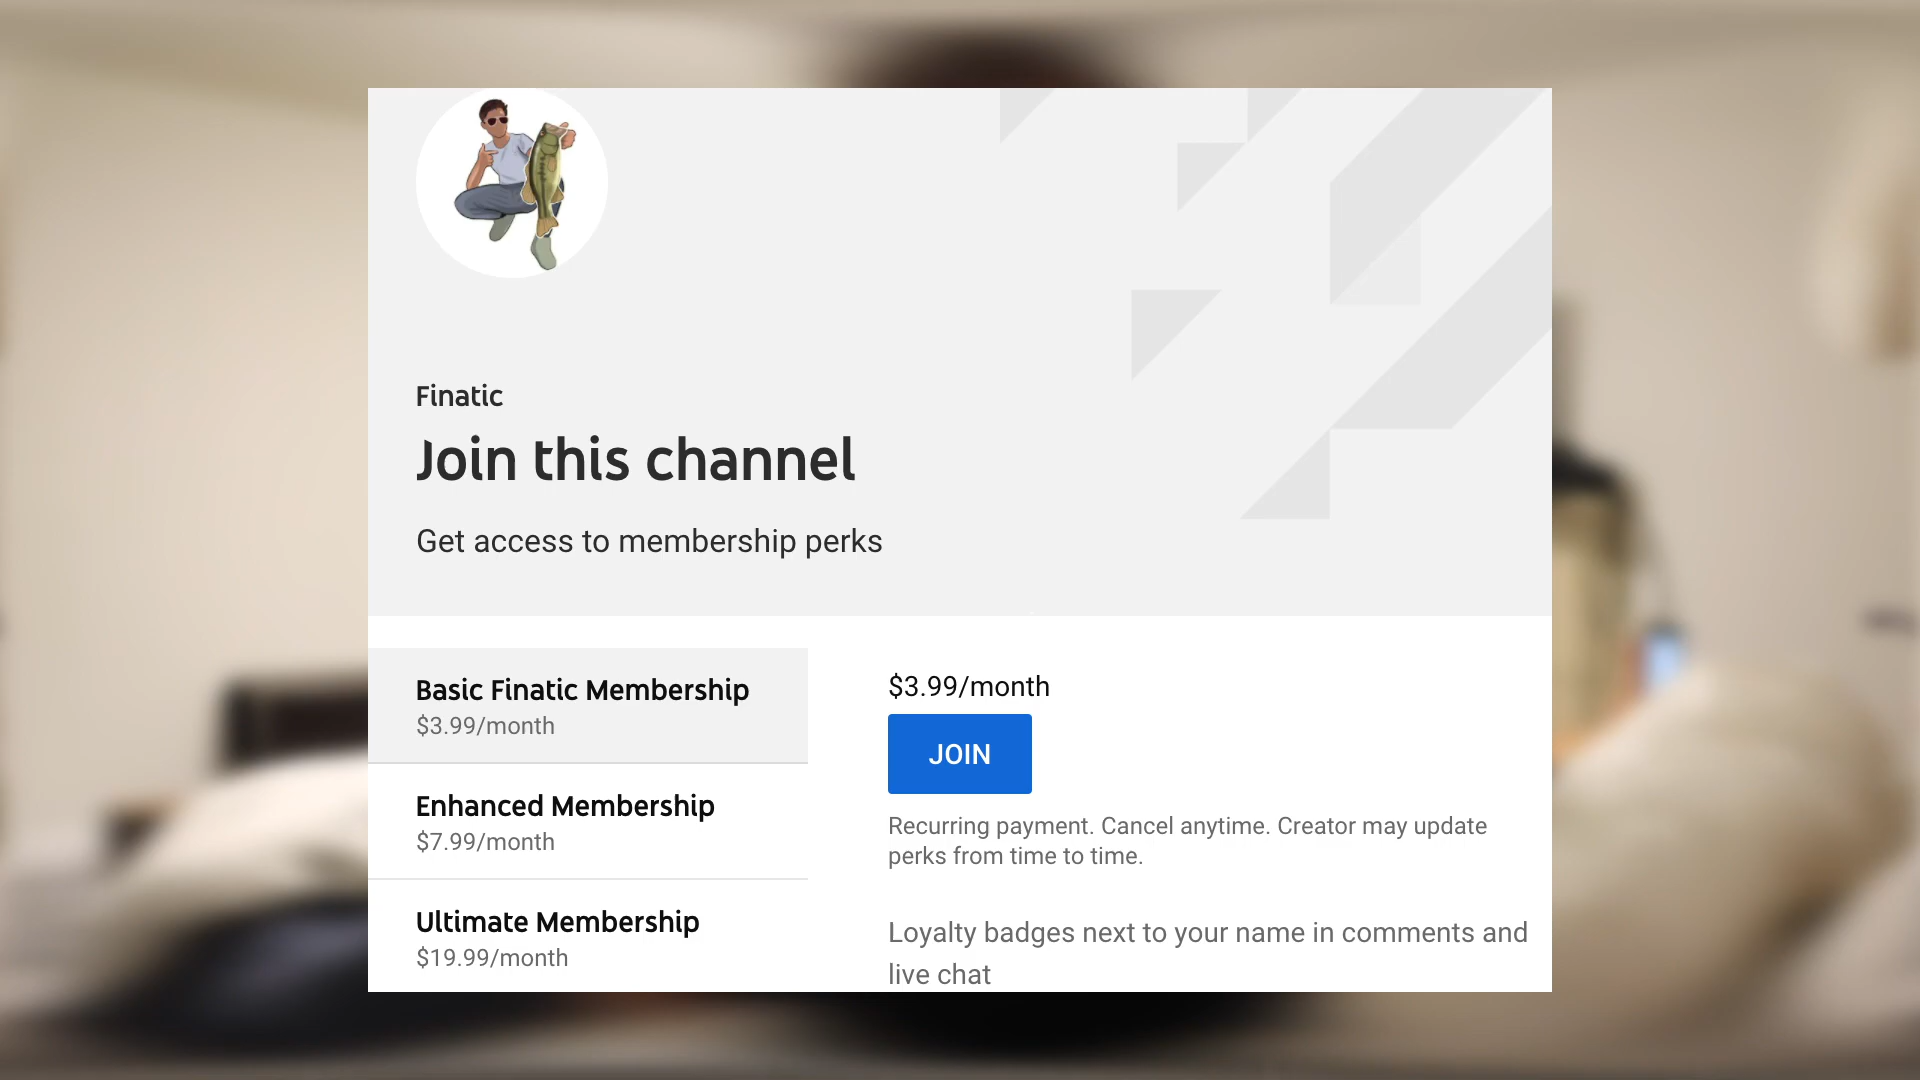 Finatic
Join this channel
Get access to membership perks
Basic Finatic Membership
$3.99/month
Enhanced Membership
$7.99/month
Ultimate Membership
$19.99/month
$3.99/month
JOIN
Recurring payment. Cancel anytime. Creator may update
perks from time to time.
Loyalty badges next to your name in comments and
live chat